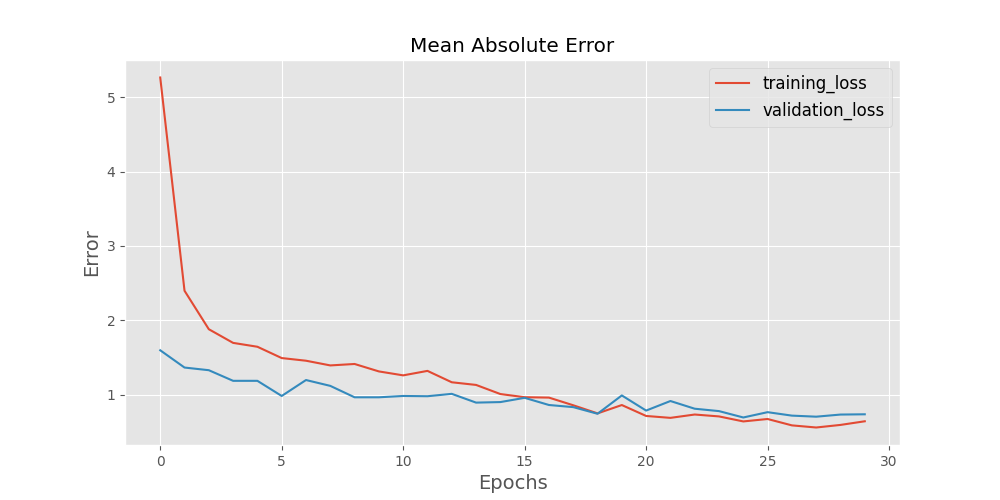 Mean Absolute Error
training_loss
validation_loss
Error
5
4
3
2
1
0 5 10 15 20 25 30
Epochs